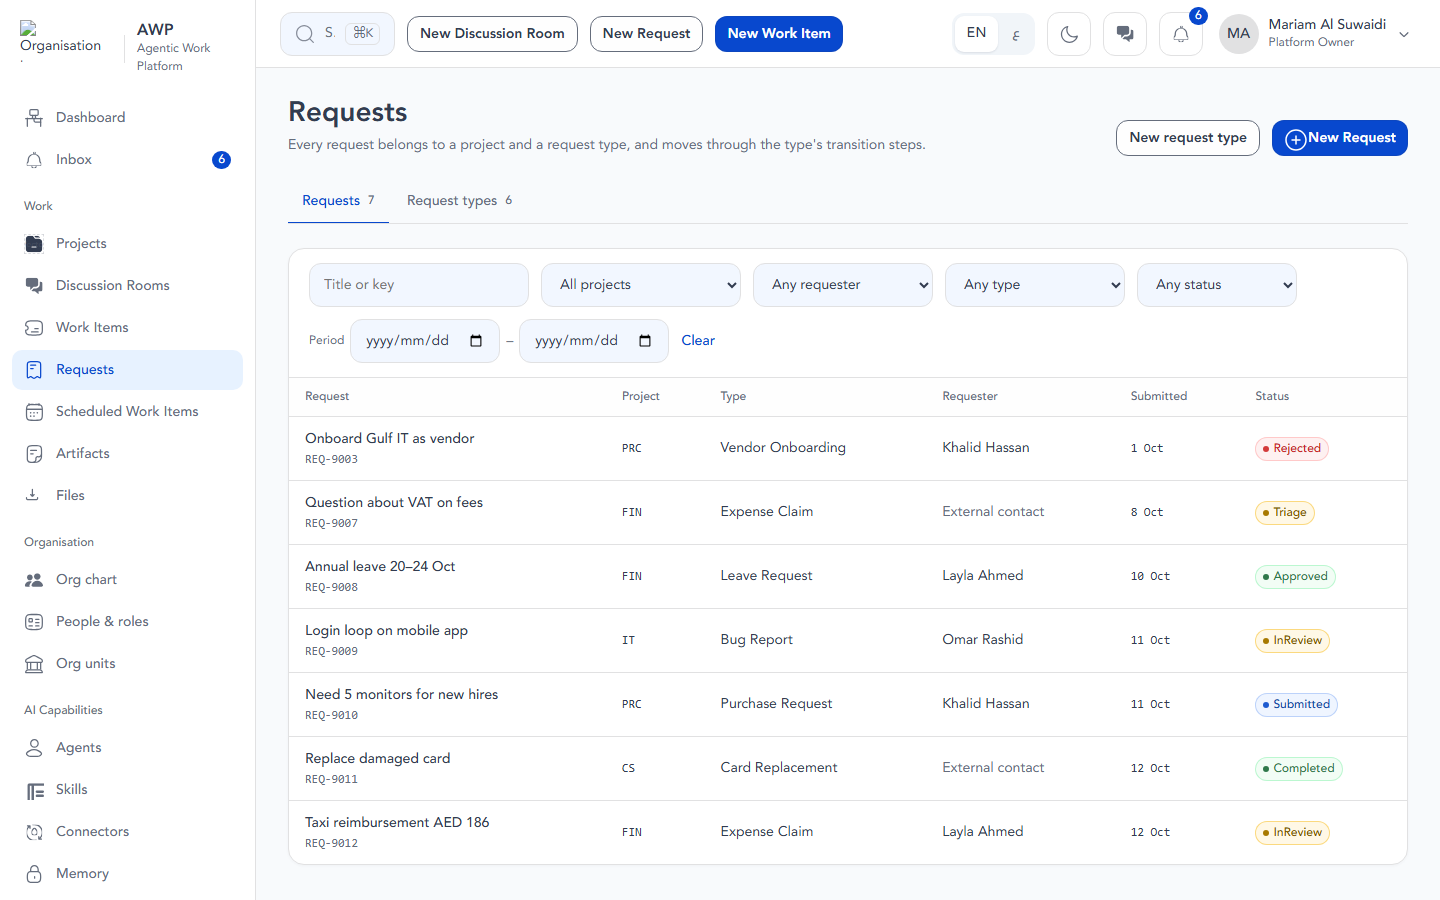 Organisation
AWP
Agentic Work
Platform
Dashboard
Inbox
6
Work
Projects
Discussion Rooms
Work Items
Requests
Scheduled Work Items
Artifacts
Files
Organisation
Org chart
People & roles
Org units
AI Capabilities
Agents
Skills
Connectors
Memory
S. ⌘K
New Discussion Room
New Request
New Work Item
EN
ع
6
MA
Mariam Al Suwaidi
Platform Owner
Requests
Every request belongs to a project and a request type, and moves through the type's transition steps.
New request type
New Request
Requests 7
Request types 6
Title or key
All projects
Any requester
Any type
Any status
Period yyyy/mm/dd – yyyy/mm/dd Clear
Request Project Type Requester Submitted Status
Onboard Gulf IT as vendor
REQ-9003
PRC Vendor Onboarding Khalid Hassan 1 Oct Rejected
Question about VAT on fees
REQ-9007
FIN Expense Claim External contact 8 Oct Triage
Annual leave 20–24 Oct
REQ-9008
FIN Leave Request Layla Ahmed 10 Oct Approved
Login loop on mobile app
REQ-9009
IT Bug Report Omar Rashid 11 Oct InReview
Need 5 monitors for new hires
REQ-9010
PRC Purchase Request Khalid Hassan 11 Oct Submitted
Replace damaged card
REQ-9011
CS Card Replacement External contact 12 Oct Completed
Taxi reimbursement AED 186
REQ-9012
FIN Expense Claim Layla Ahmed 12 Oct InReview